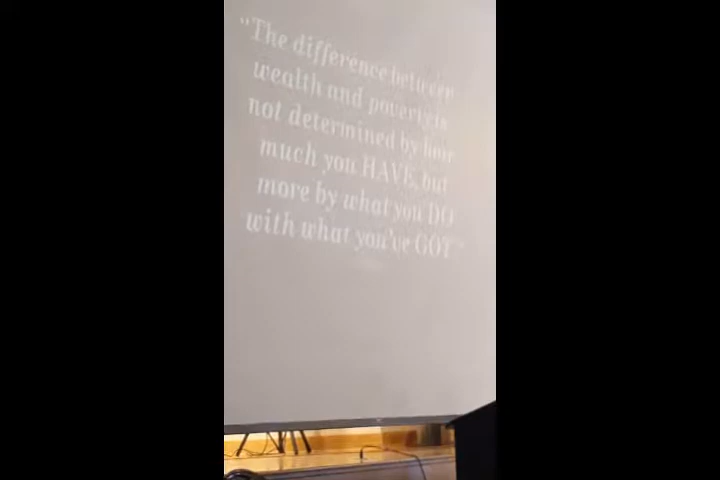 “The difference between
wealth and poverty is
not determined by how
much you HAVE, but
more by what you DO
with what you've GOT”